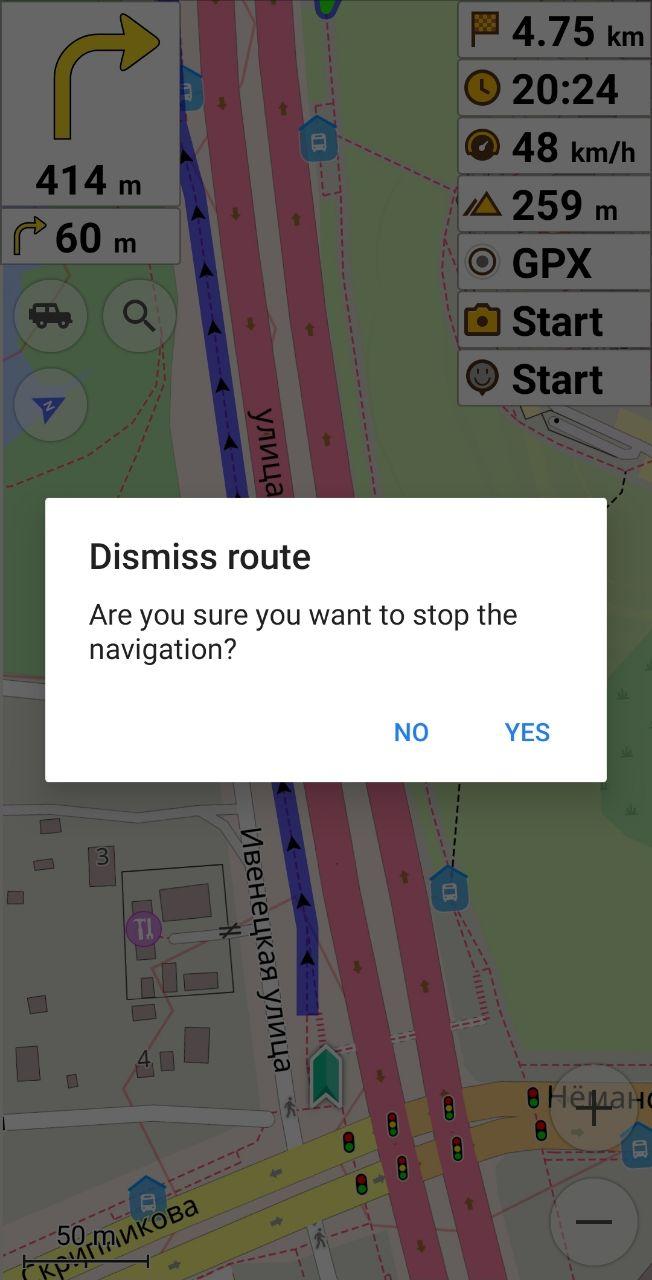 4.75 km
20:24
48 km/h
259 m
GPX
Start
Start
414 m
60 m
Z
улица
Dismiss route
Are you sure you want to stop the
navigation?
NO
YES
3
Ивенецкая улица
4
50 m
Скрипникова